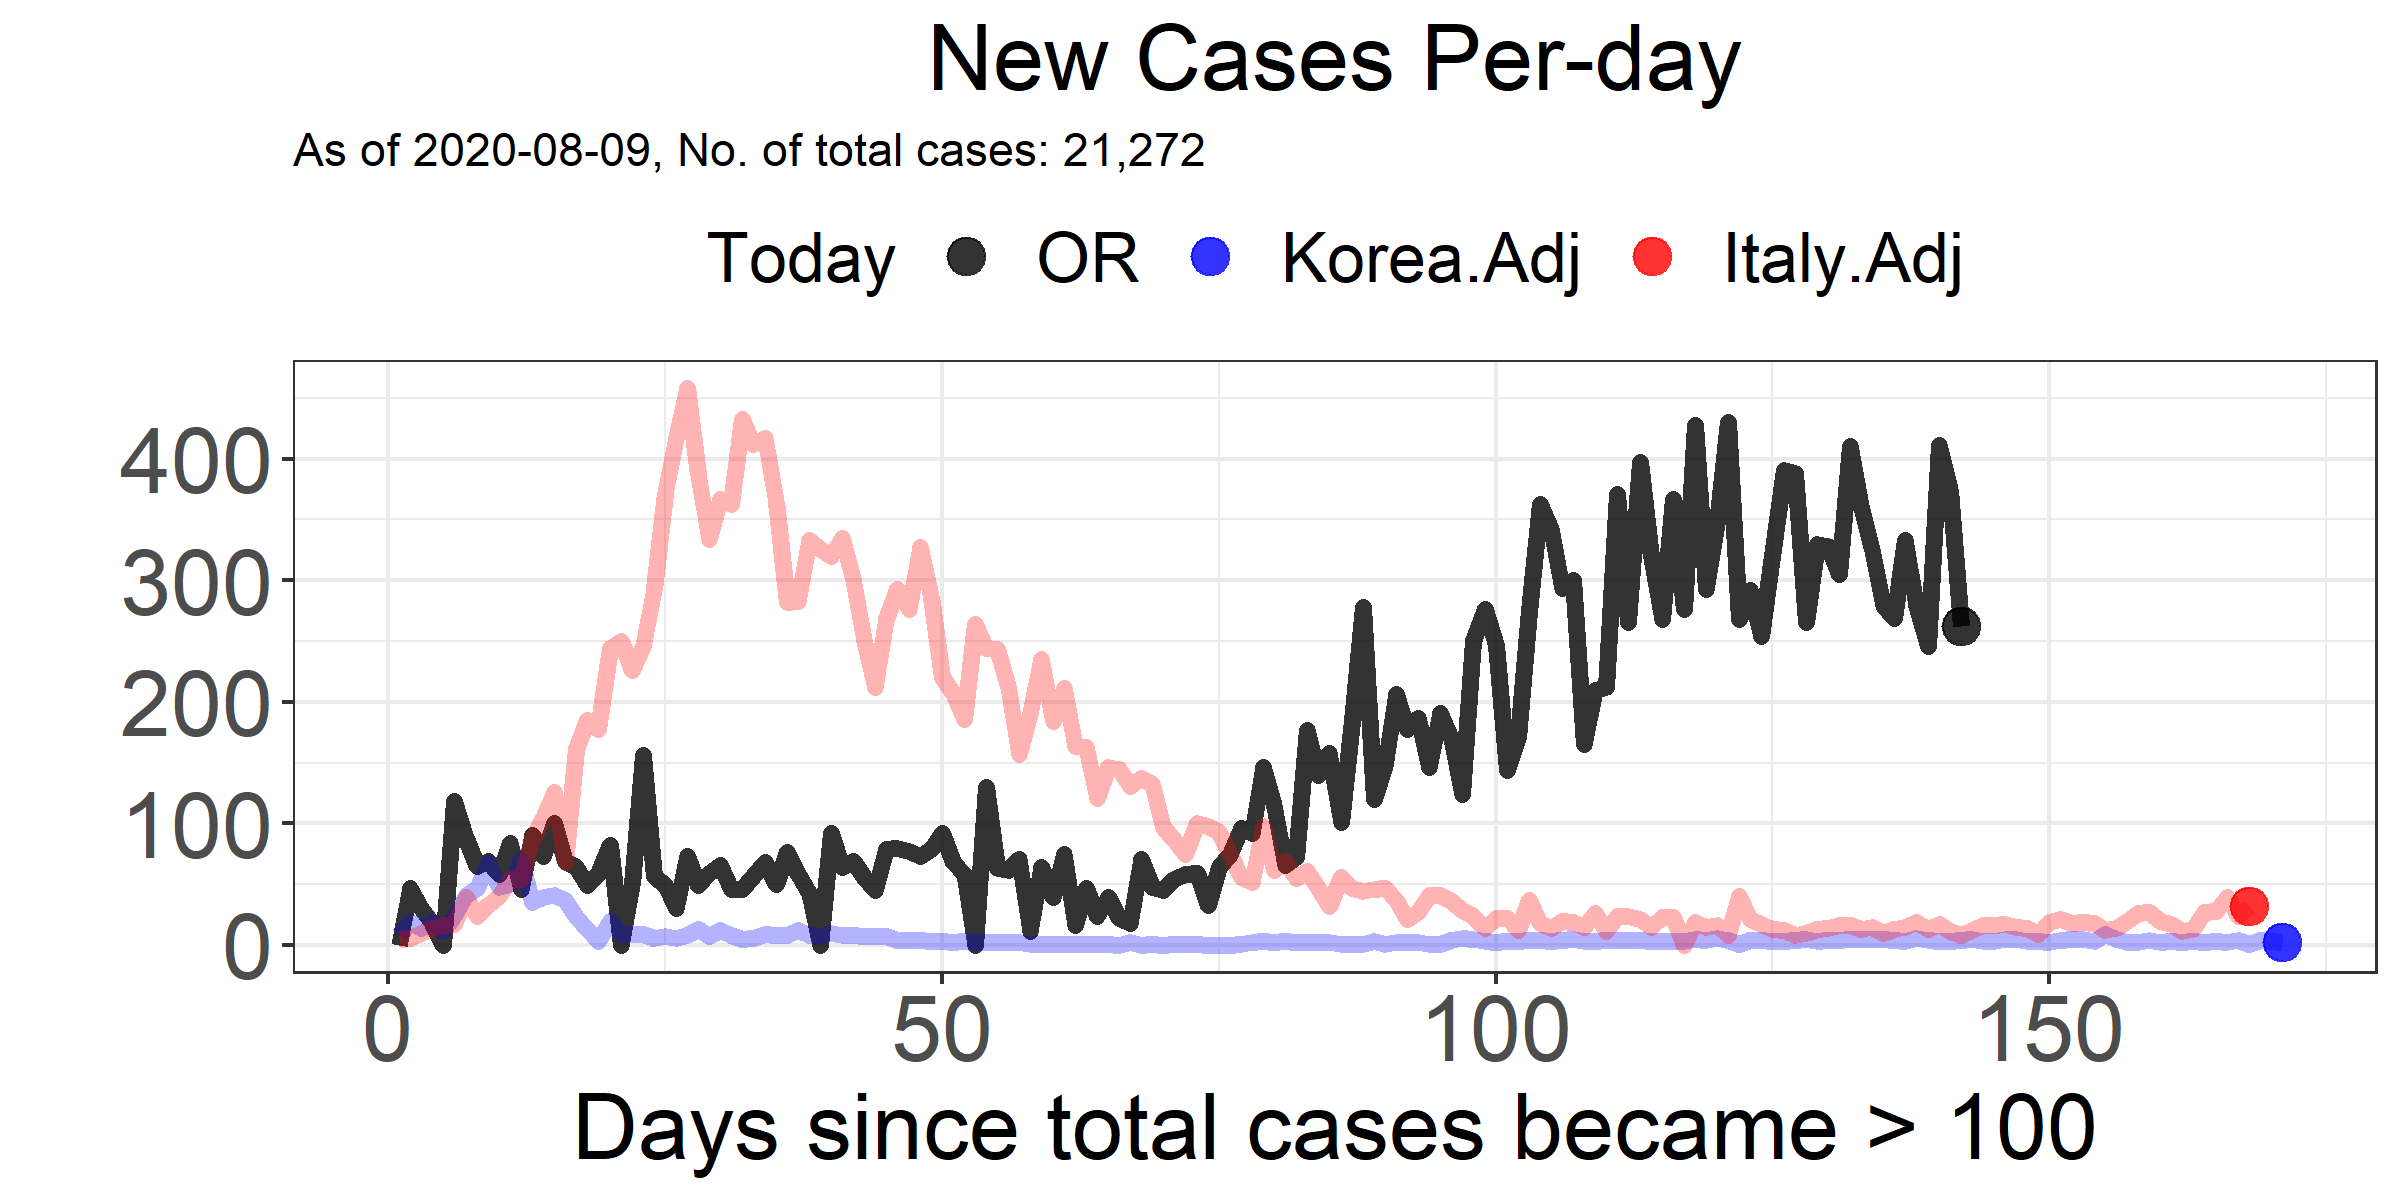 New Cases Per-day
As of 2020-08-09, No. of total cases: 21,272
Today OR Korea.Adj Italy.Adj
400
300
200
100
0
0 50 100 150
Days since total cases became > 100